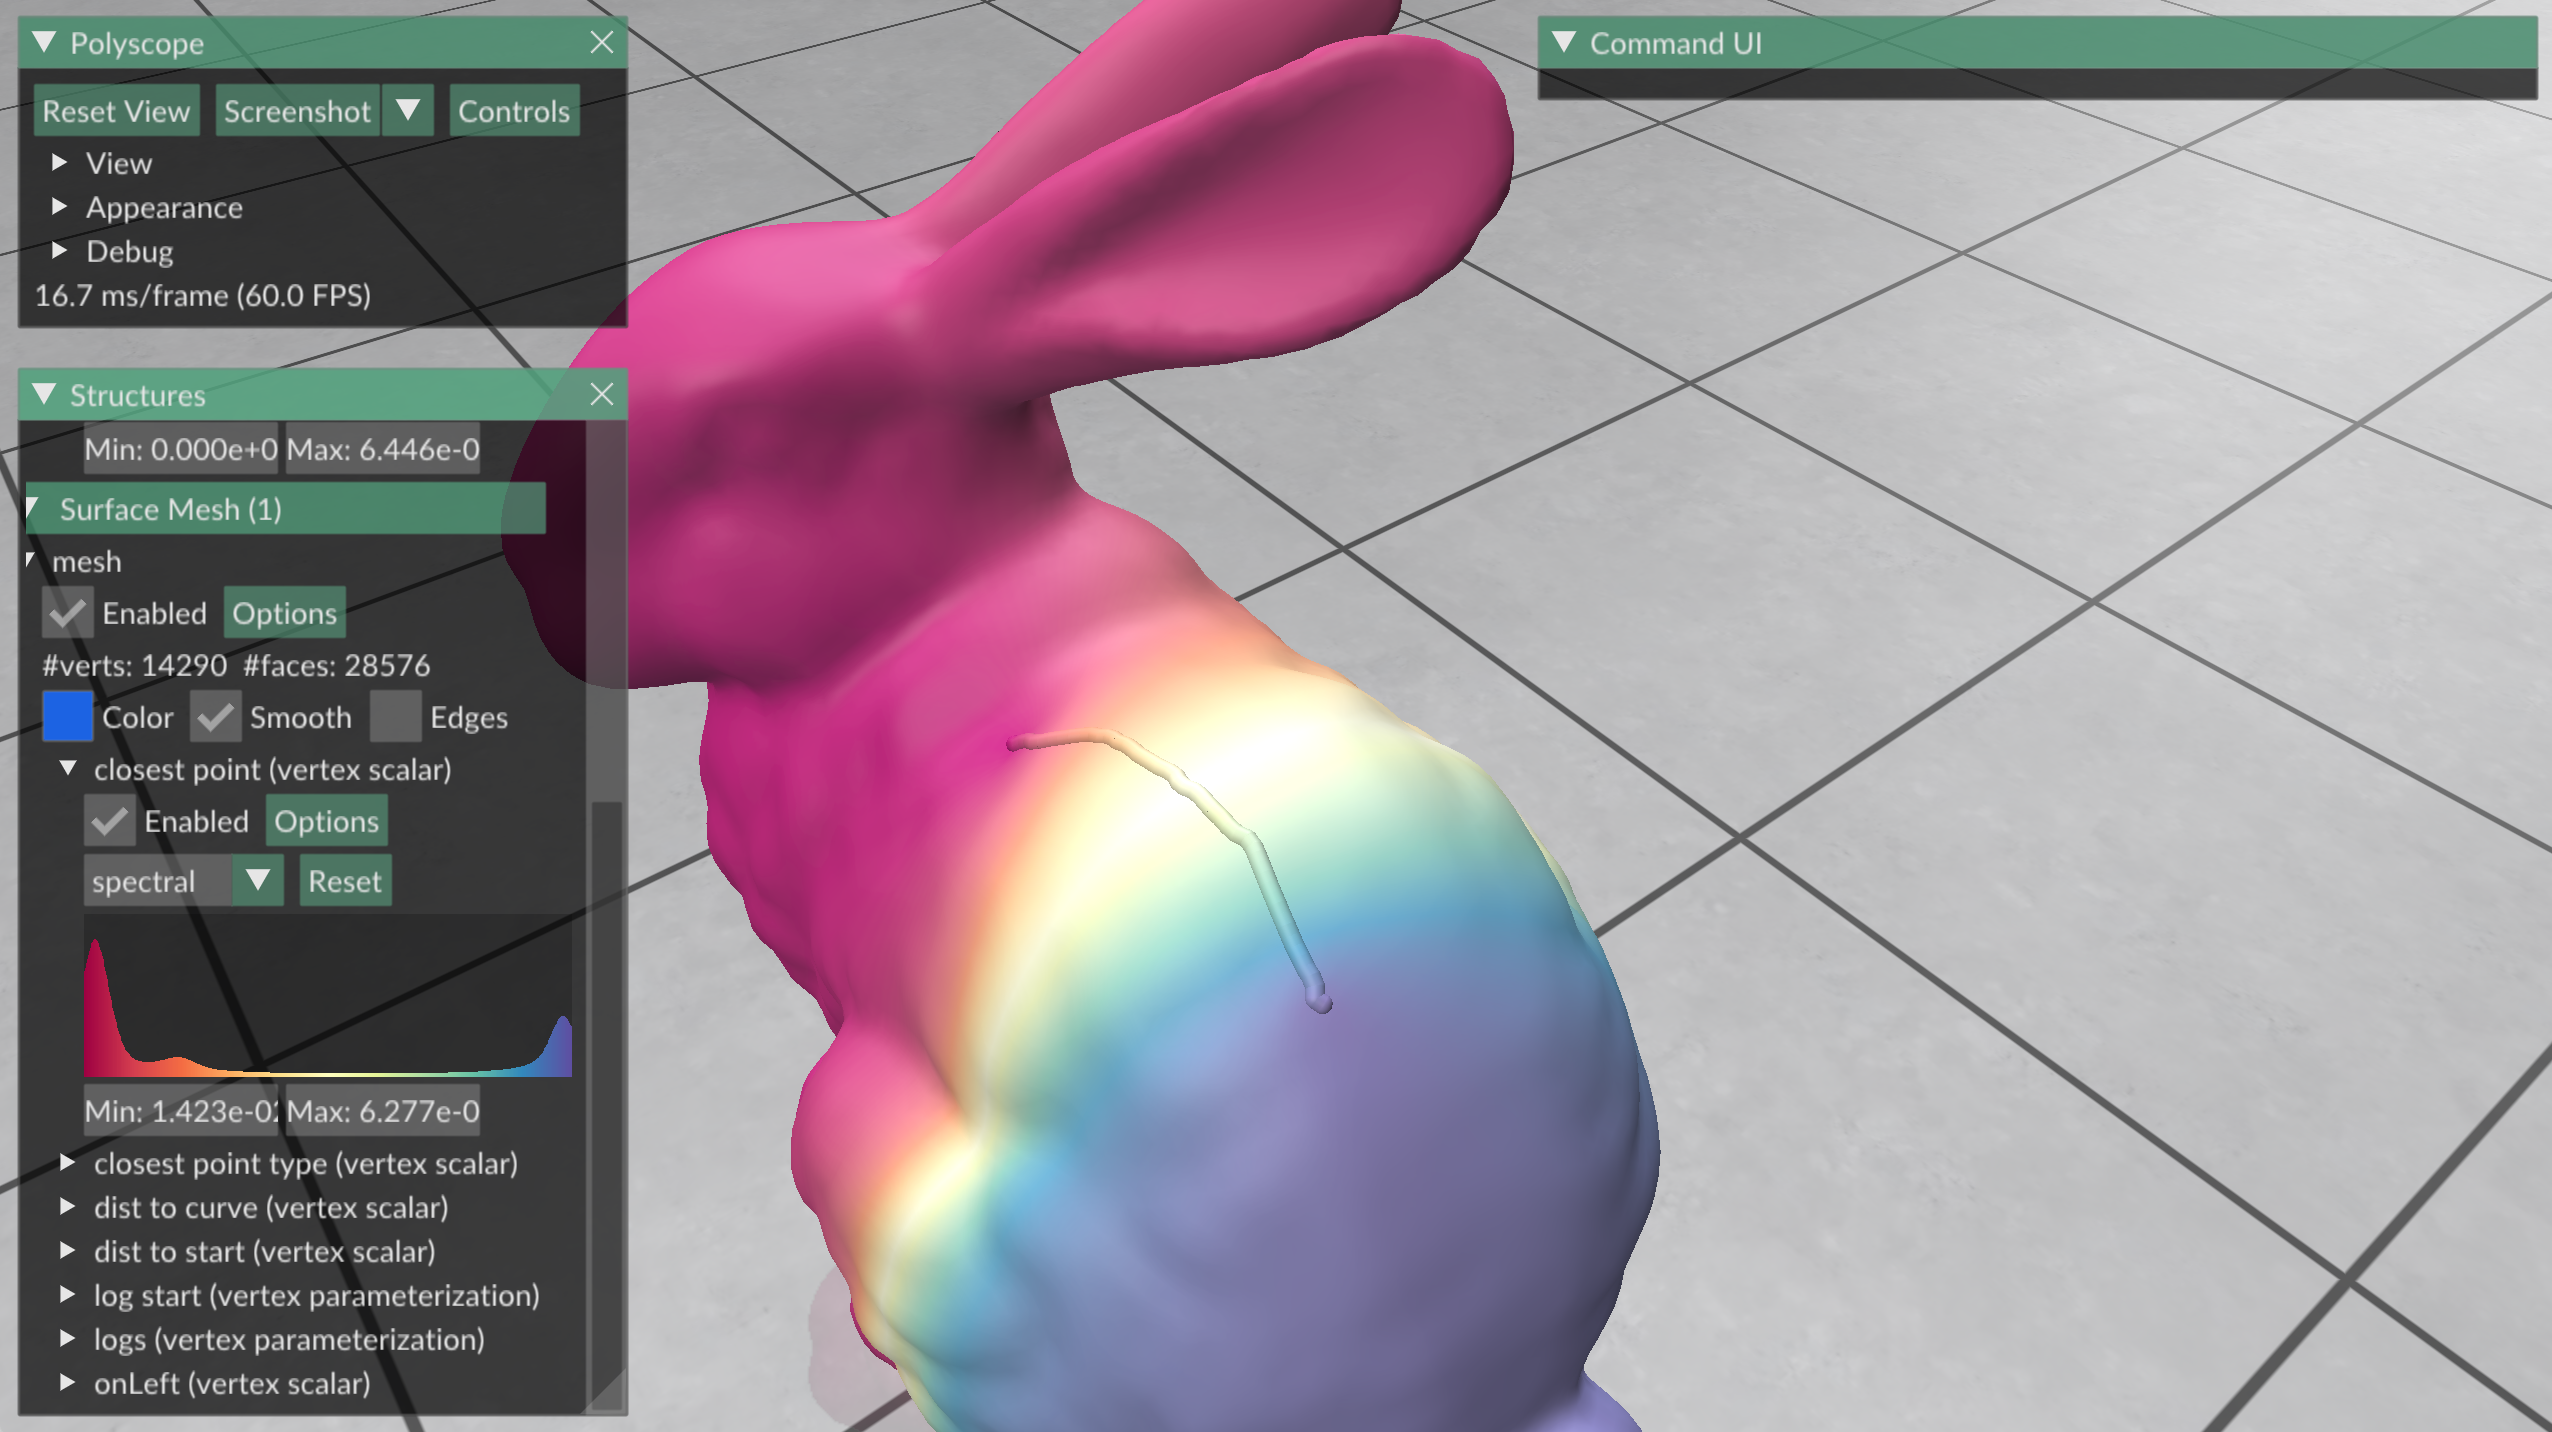 Polyscope
Reset View Screenshot Controls
View
Appearance
Debug
16.7 ms/frame (60.0 FPS)
Structures
Min: 0.000e+0 Max: 6.446e-0
Surface Mesh (1)
mesh
Enabled Options
#verts: 14290 #faces: 28576
Color Smooth Edges
closest point (vertex scalar)
Enabled Options
spectral Reset
Min: 1.423e-02 Max: 6.277e-0
closest point type (vertex scalar)
dist to curve (vertex scalar)
dist to start (vertex scalar)
log start (vertex parameterization)
logs (vertex parameterization)
onLeft (vertex scalar)
Command UI